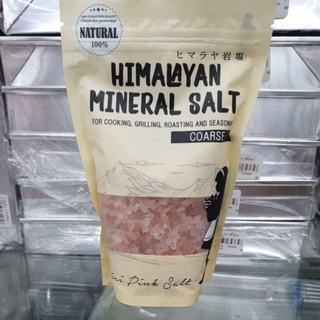 NATURAL
100%
ヒマラヤ岩塩
HIMALAYAN
MINERAL SALT
FOR COOKING, GRILLING, ROASTING AND SEASONI
COARSE
Pink Salt